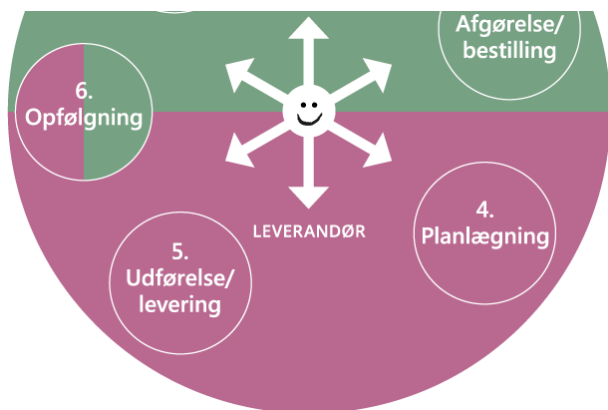 Afgørelse/
bestilling
6.
Opfølgning
LEVERANDØR
4.
Planlægning
5.
Udførelse/
levering